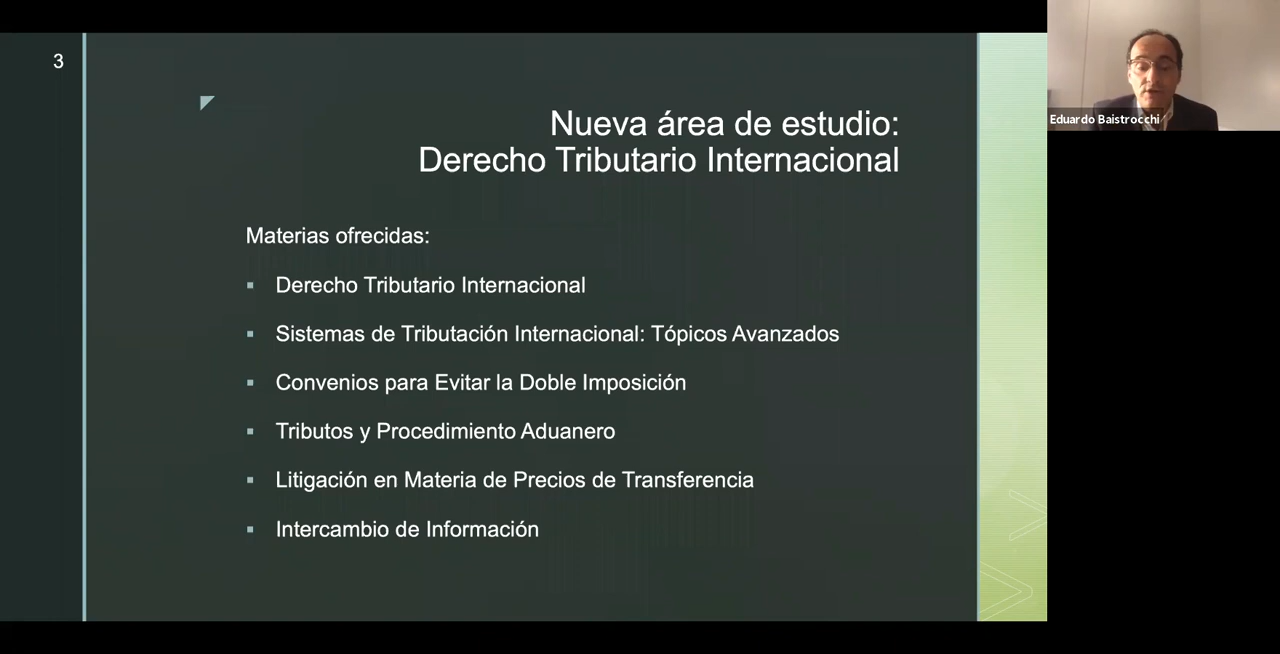 3
Nueva área de estudio:
Derecho Tributario Internacional
Materias ofrecidas:
Derecho Tributario Internacional
Sistemas de Tributación Internacional: Tópicos Avanzados
Convenios para Evitar la Doble Imposición
Tributos y Procedimiento Aduanero
Litigación en Materia de Precios de Transferencia
Intercambio de Información
Eduardo Baistrocchi